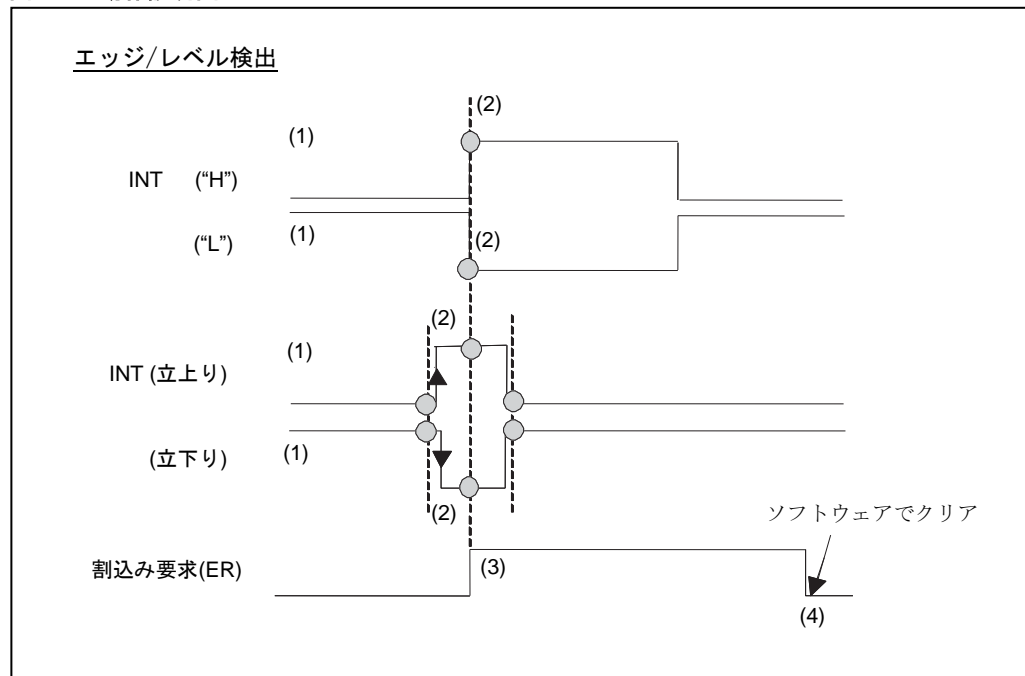 エッジ/レベル検出
(2)
(1)
INT (“H”)
(1)
(“L”)
(2)
(2)
(1)
INT (立上り)
(1)
(立下り)
(2)
ソフトウェアでクリア
割込み要求(ER)
(3)
(4)